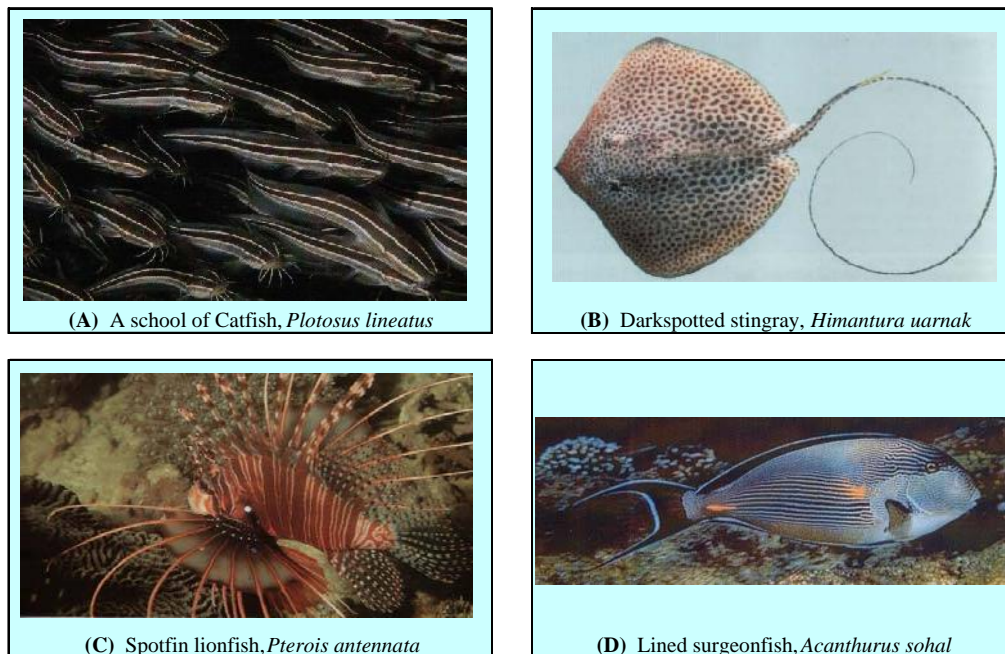 (A) A school of Catfish, Plotosus lineatus
(B) Darkspotted stingray, Himantura uarnak
(C) Spotfin lionfish, Pterois antennata
(D) Lined surgeonfish, Acanthurus sohal